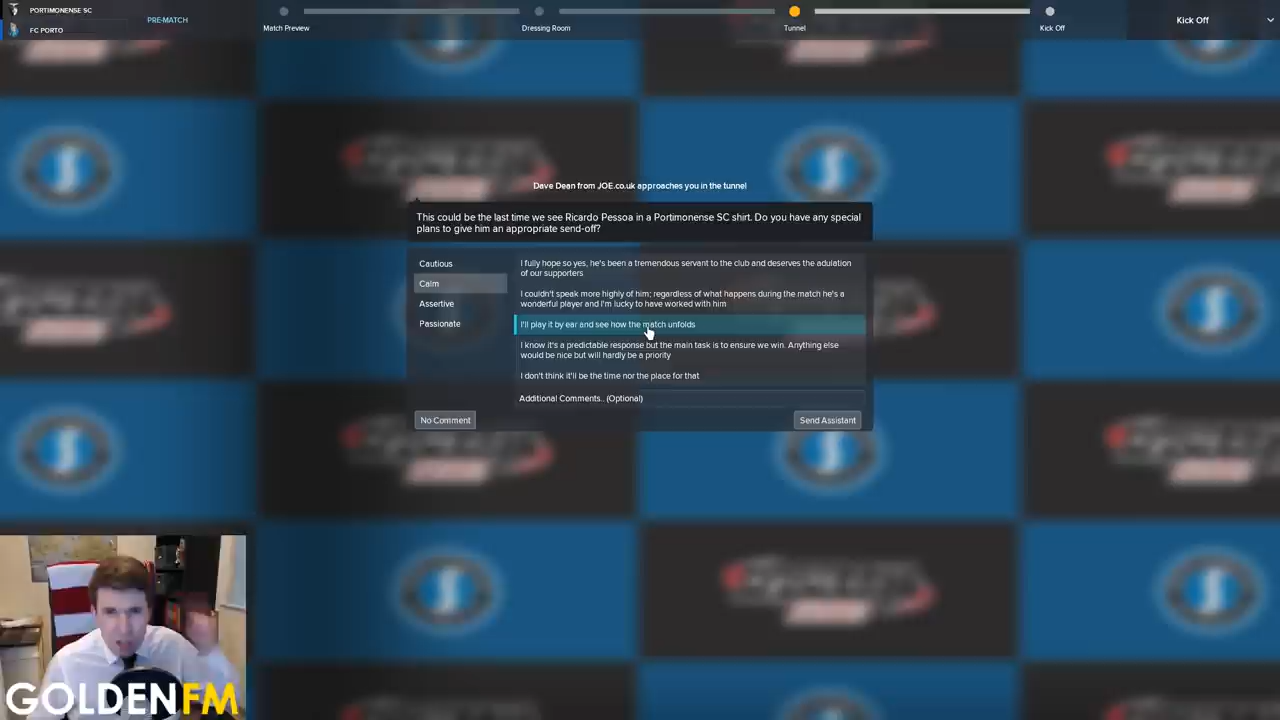 PORTIMONENSE SC
FC PORTO
PRE-MATCH
Match Preview
Dressing Room
Tunnel
Kick Off
Kick Off
Dave Dean from JOE.co.uk approaches you in the tunnel
This could be the last time we see Ricardo Pessoa in a Portimonense SC shirt. Do you have any special
plans to give him an appropriate send-off?
Cautious
Calm
Assertive
Passionate
I fully hope so yes, he's been a tremendous servant to the club and deserves the adulation
of our supporters
I couldn't speak more highly of him; regardless of what happens during the match he's a
wonderful player and I'm lucky to have worked with him
I'll play it by ear and see how the match unfolds
I know it's a predictable response but the main task is to ensure we win. Anything else
would be nice but will hardly be a priority
I don't think it'll be the time nor the place for that
Additional Comments.. (Optional)
No Comment
Send Assistant
GOLDENFM